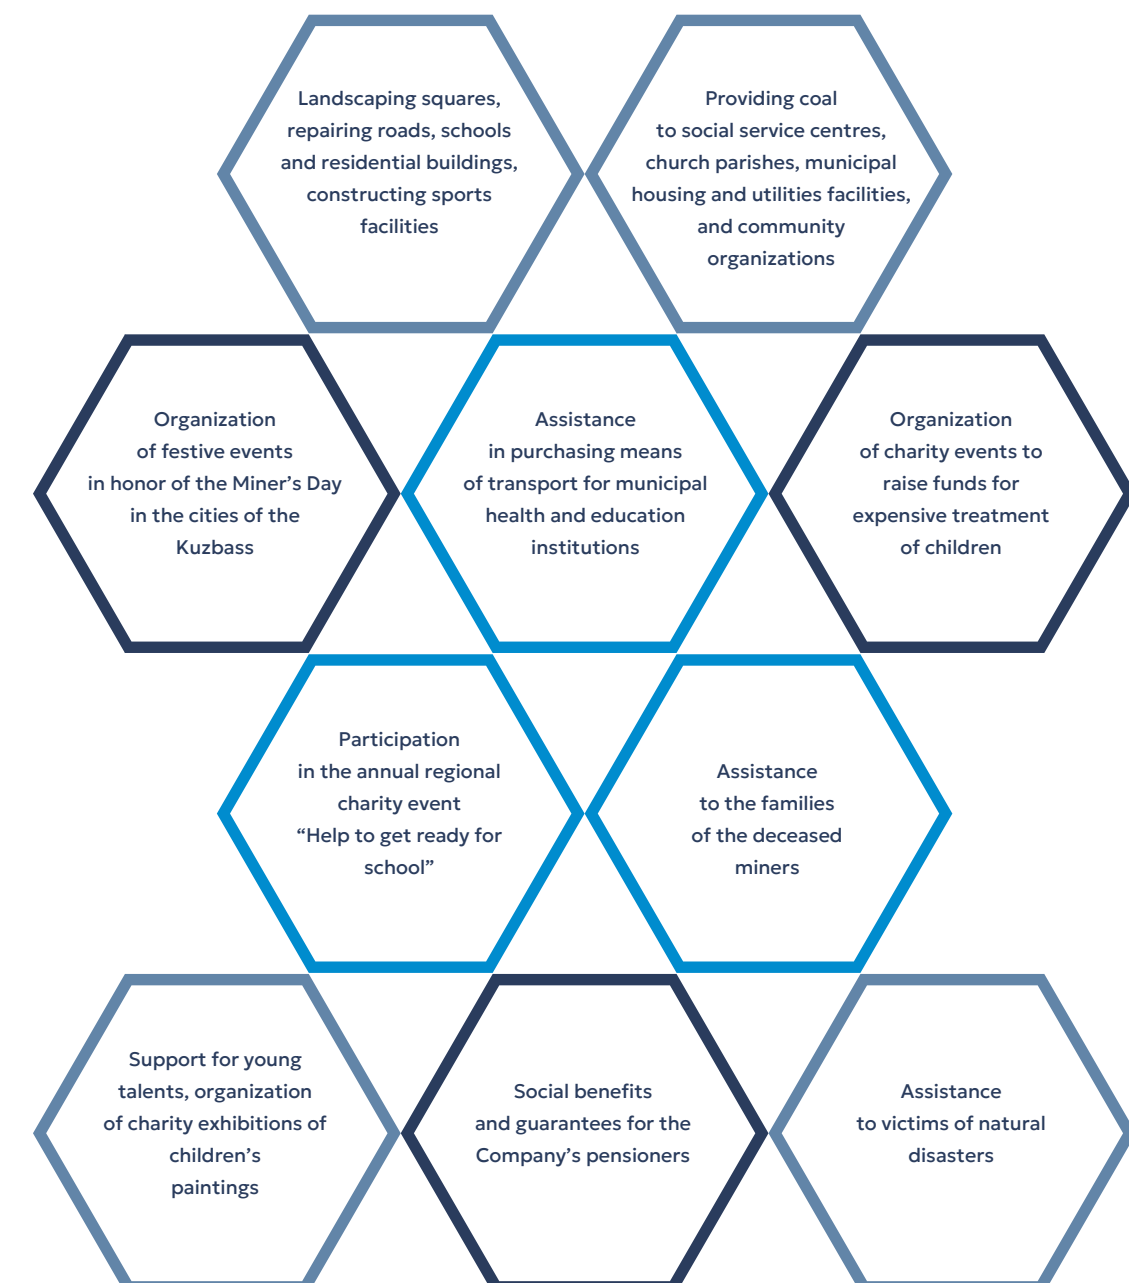 Landscaping squares,
repairing roads, schools
and residential buildings,
constructing sports
facilities
Providing coal
to social service centres,
church parishes, municipal
housing and utilities facilities,
and community
organizations
Organization
of festive events
in honor of the Miner’s Day
in the cities of the
Kuzbass
Assistance
in purchasing means
of transport for municipal
health and education
institutions
Organization
of charity events to
raise funds for
expensive treatment
of children
Participation
in the annual regional
charity event
“Help to get ready for
school”
Assistance
to the families
of the deceased
miners
Support for young
talents, organization
of charity exhibitions of
children’s
paintings
Social benefits
and guarantees for the
Company’s pensioners
Assistance
to victims of natural
disasters